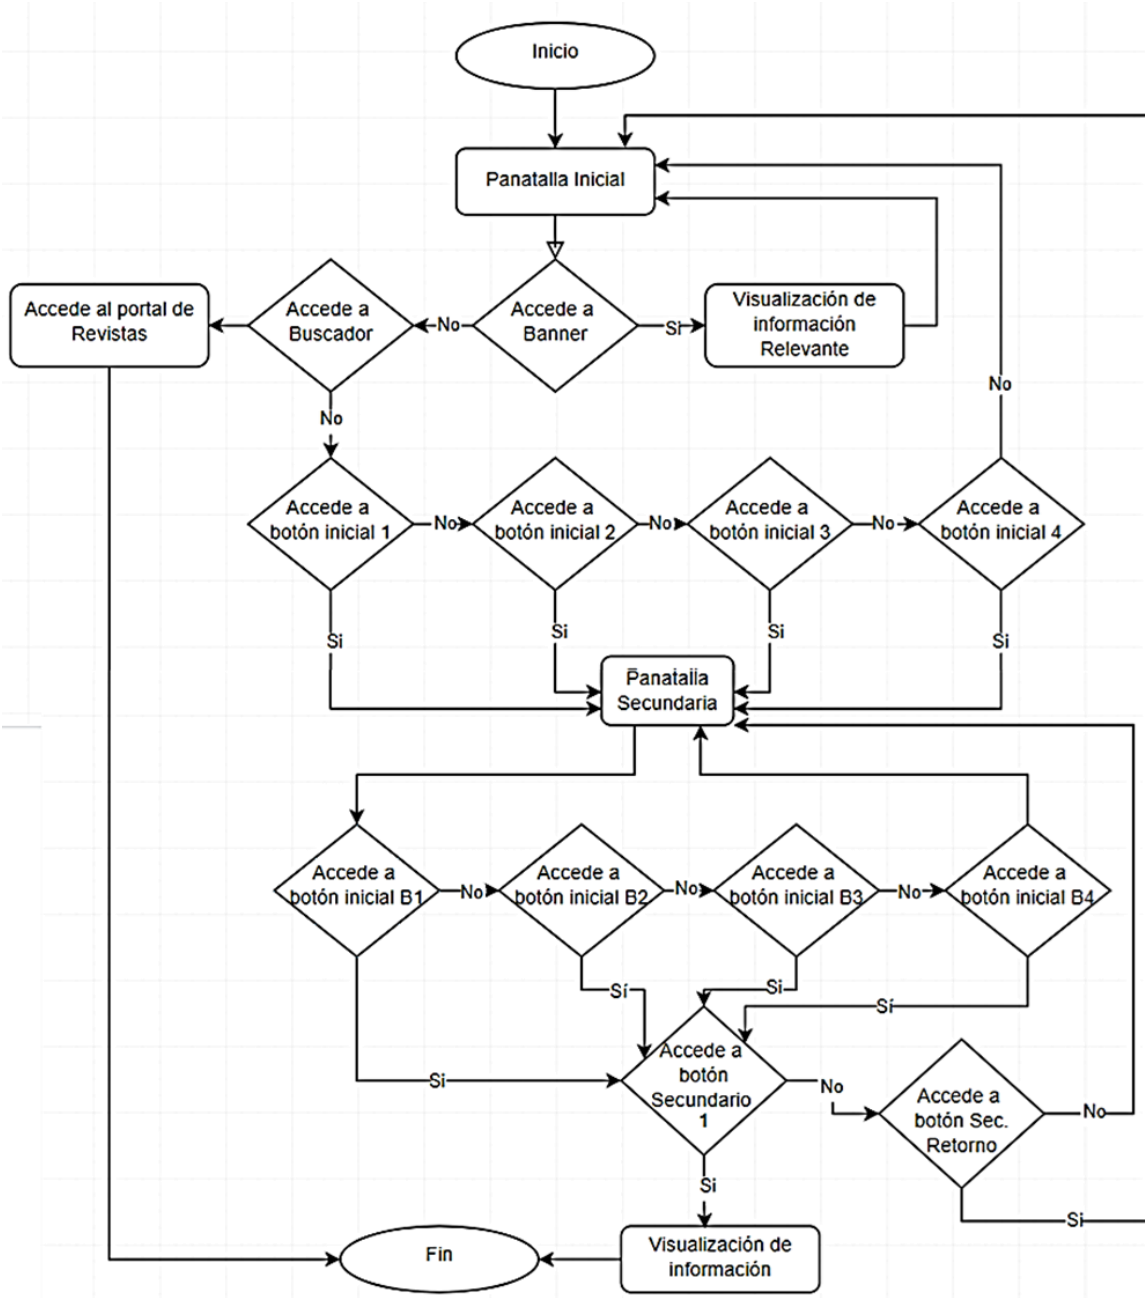 Inicio
Panatalla Inicial
Accede al portal de
Revistas
Accede a
Buscador
No
Accede a
Banner
Si
Visualización de
información
Relevante
No
No
Accede a
botón inicial 1
No
Accede a
botón inicial 2
No
Accede a
botón inicial 3
No
Accede a
botón inicial 4
Si
Si
Si
Si
Panatalla
Secundaria
Accede a
botón inicial B1
No
Accede a
botón inicial B2
No
Accede a
botón inicial B3
No
Accede a
botón inicial B4
Sí
Si
Sí
Si
Accede a
botón
Secundario
1
No
Accede a
botón Sec.
Retorno
No
Si
Si
Fin
Visualización de
información